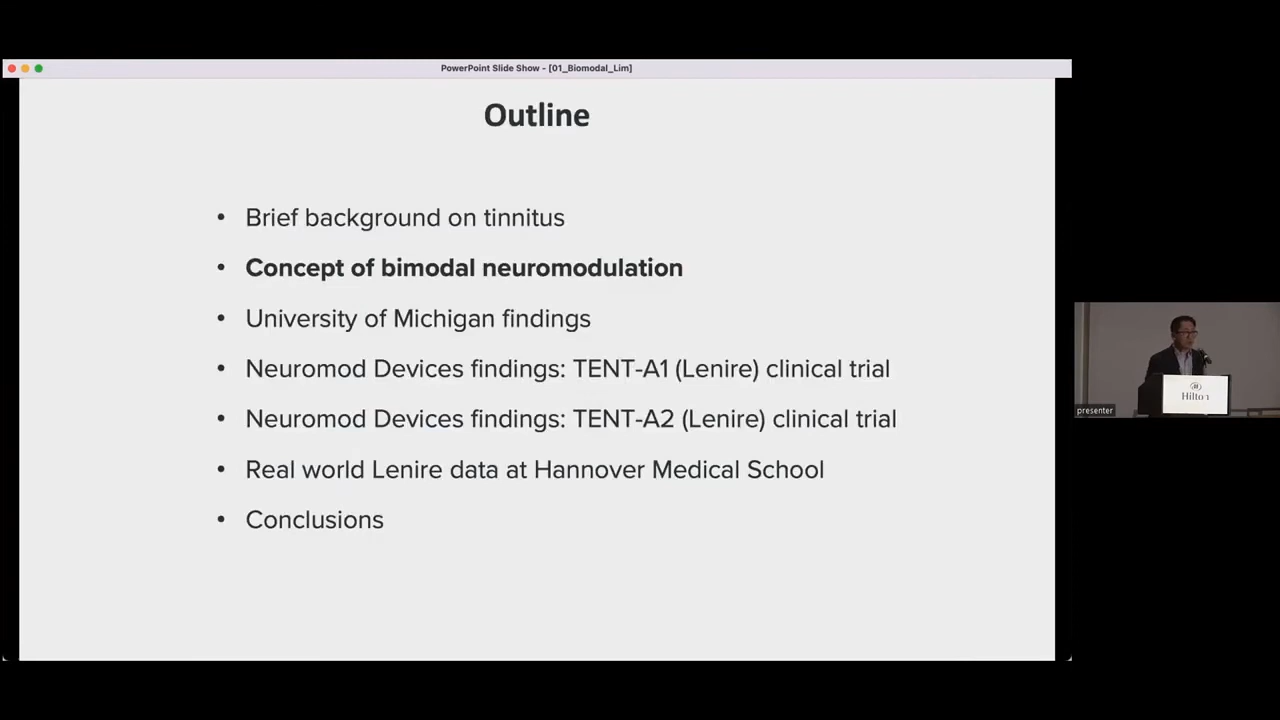 PowerPoint Slide Show - [01_Biomodal_Lim]
Outline
• Brief background on tinnitus
• Concept of bimodal neuromodulation
• University of Michigan findings
• Neuromod Devices findings: TENT-A1 (Lenire) clinical trial
• Neuromod Devices findings: TENT-A2 (Lenire) clinical trial
• Real world Lenire data at Hannover Medical School
• Conclusions
Hilton
presenter